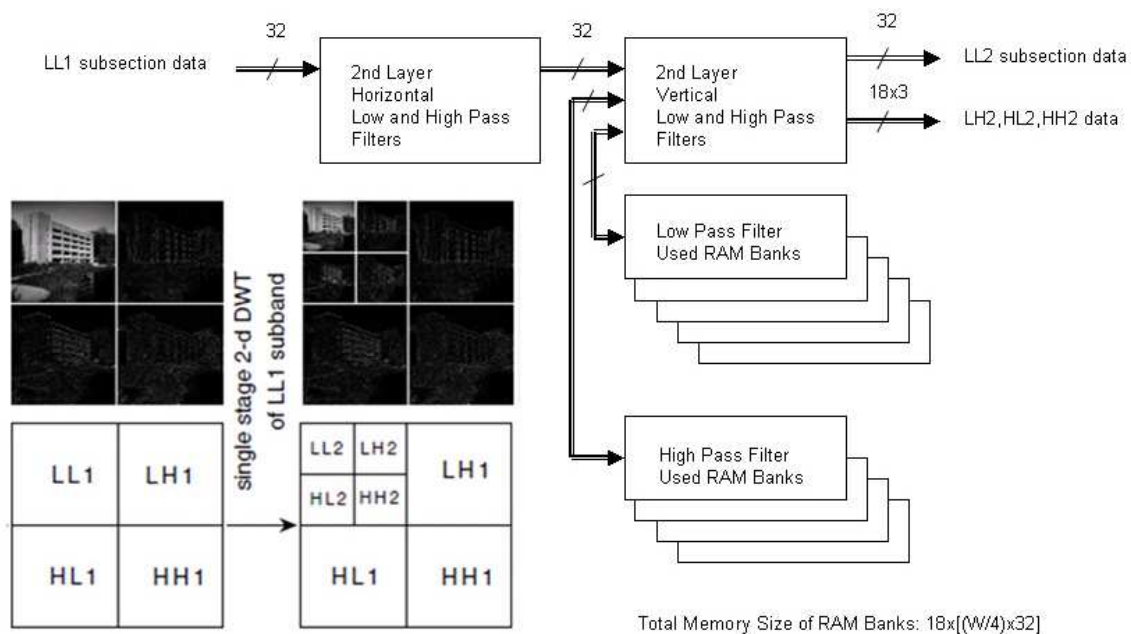 32
32
32
LL1 subsection data
2nd Layer
Horizontal
Low and High Pass
Filters
2nd Layer
Vertical
Low and High Pass
Filters
LL2 subsection data
18x3
LH2,HL2,HH2 data
Low Pass Filter
Used RAM Banks
High Pass Filter
Used RAM Banks
single stage 2-d DWT
of LL1 subband
LL1
LH1
HL1
HH1
LL2
LH2
HL2
HH2
LH1
HL1
HH1
Total Memory Size of RAM Banks: 18x[(W/4)x32]